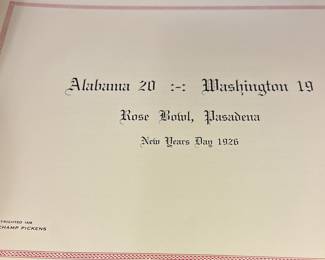 Alabama 20 :-: Washington 19
Rose Bowl, Pasadena
New Years Day 1926
CHAMP PICKENS